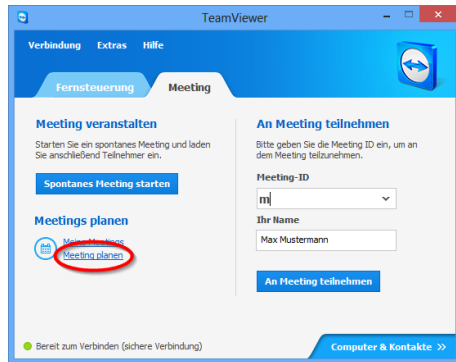 TeamViewer
Verbindung Extras Hilfe
Fernsteuerung Meeting
Meeting veranstalten
Starten Sie ein spontanes Meeting und laden
Sie anschließend Teilnehmer ein.
Spontanes Meeting starten
Meetings planen
Meine Meetings
Meeting planen
An Meeting teilnehmen
Bitte geben Sie die Meeting ID ein, um an
dem Meeting teilzunehmen.
Meeting-ID
m
Ihr Name
Max Mustermann
An Meeting teilnehmen
Bereit zum Verbinden (sichere Verbindung)
Computer & Kontakte >>